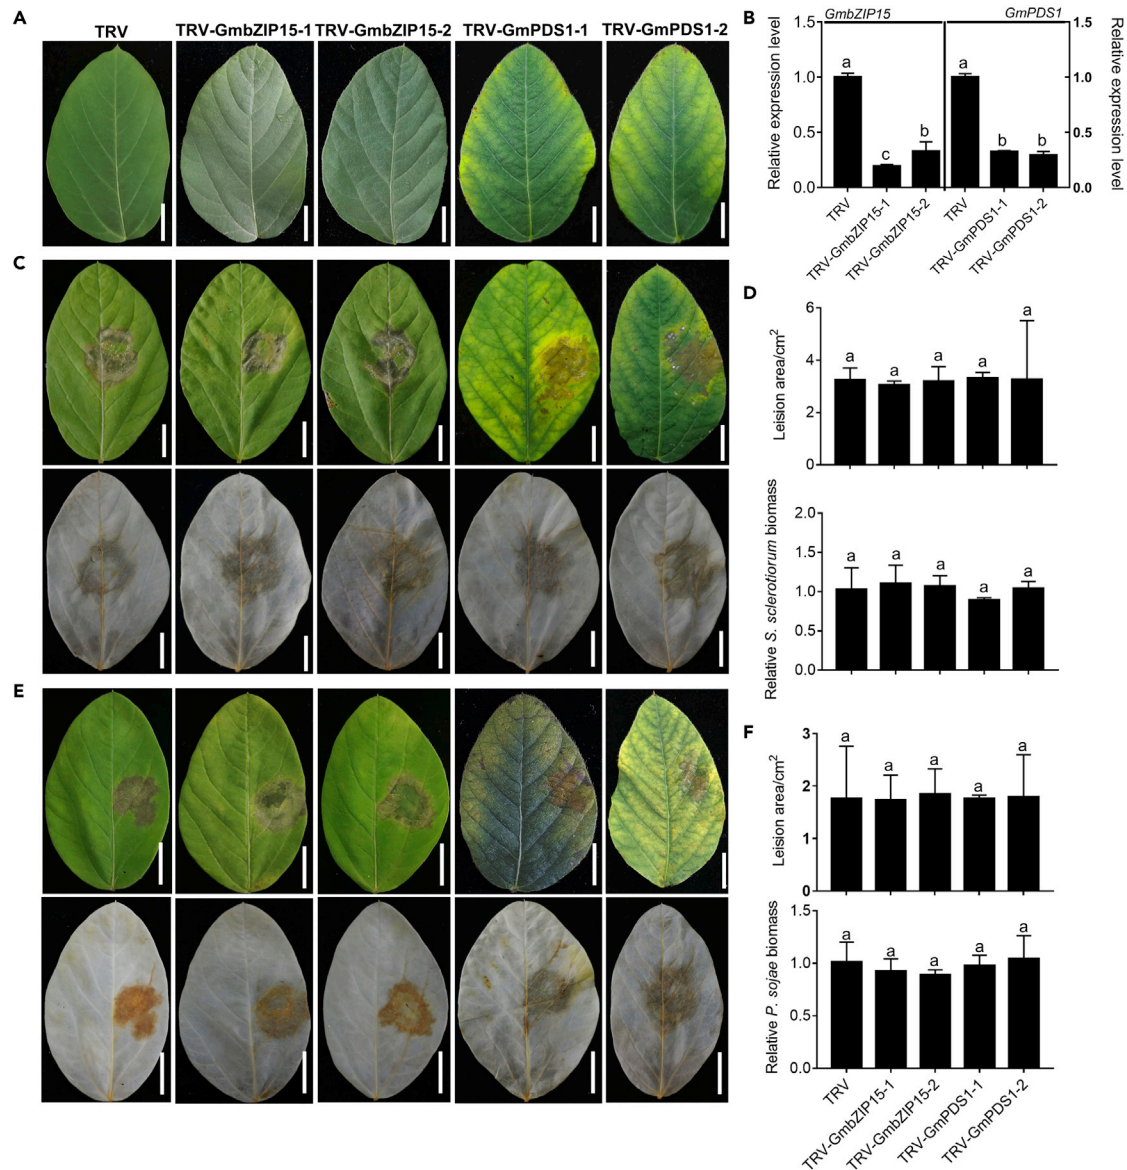 A
TRV
TRV-GmbZIP15-1
TRV-GmbZIP15-2
TRV-GmPDS1-1
TRV-GmPDS1-2
B
GmbZIP15
GmPDS1
Relative expression level
1.5
1.0
0.5
0.0
a
c
b
a
b
b
1.5
1.0
0.5
0.0
Relative expression level
TRV
TRV-GmbZIP15-1
TRV-GmbZIP15-2
TRV
TRV-GmPDS1-1
TRV-GmPDS1-2
C
D
Leision area/cm2
6
4
2
0
a
a
a
a
a
Relative S. sclerotiorum biomass
2.0
1.5
1.0
0.5
0.0
a
a
a
a
a
E
F
Leision area/cm2
3
2
1
0
a
a
a
a
a
Relative P. sojae biomass
1.5
1.0
0.5
0.0
a
a
a
a
a
TRV
TRV-GmbZIP15-1
TRV-GmbZIP15-2
TRV-GmPDS1-1
TRV-GmPDS1-2